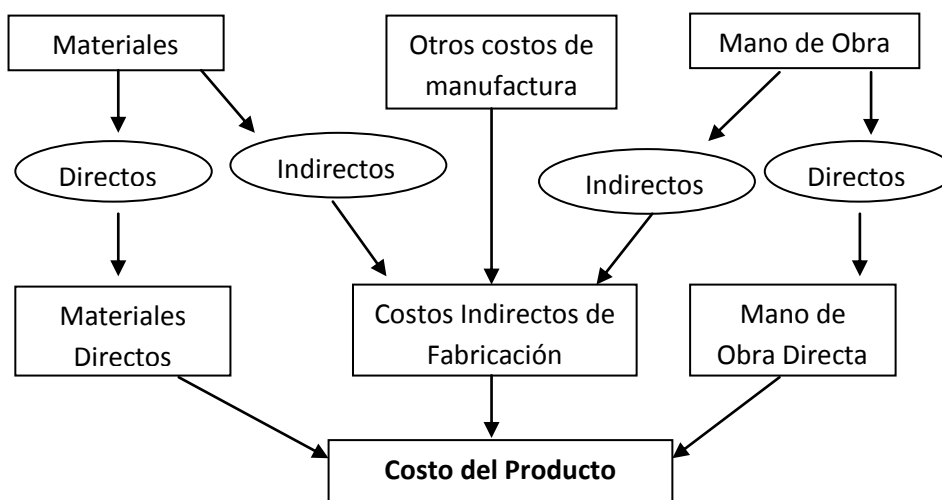 Materiales
Otros costos de
manufactura
Mano de Obra
Directos
Indirectos
Indirectos
Directos
Materiales
Directos
Costos Indirectos de
Fabricación
Mano de
Obra Directa
Costo del Producto